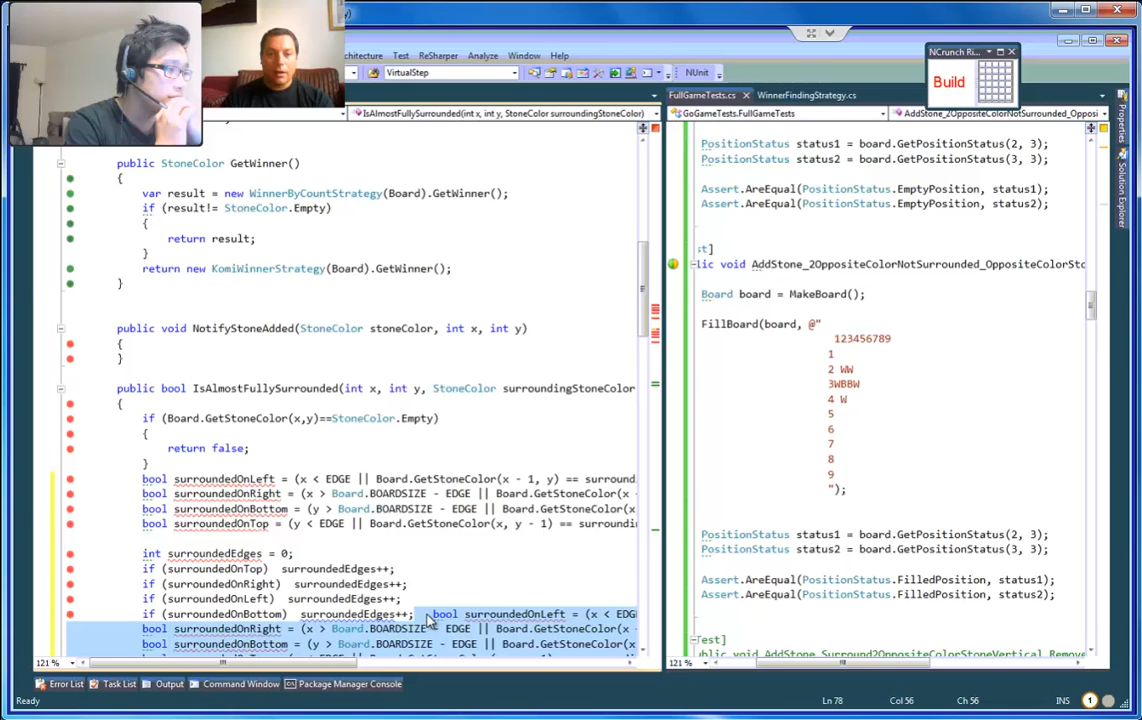 chitecture Test ReSharper Analyze Window Help
NCrunch Ri...
VirtualStep NUnit
Build
FullGameTests.cs WinnerFindingStrategy.cs
IsAlmostFullySurrounded(int x, int y, StoneColor surroundingStoneColor)
GoGameTests.FullGameTests AddStone_2OppositeColorNotSurrounded_Opposi
public StoneColor GetWinner()
{
var result = new WinnerByCountStrategy(Board).GetWinner();
if (result!= StoneColor.Empty)
{
return result;
}
return new KomiWinnerStrategy(Board).GetWinner();
}
public void NotifyStoneAdded(StoneColor stoneColor, int x, int y)
{
}
public bool IsAlmostFullySurrounded(int x, int y, StoneColor surroundingStoneColor
{
if (Board.GetStoneColor(x,y)==StoneColor.Empty)
{
return false;
}
bool surroundedOnLeft = (x < EDGE || Board.GetStoneColor(x - 1, y) == surround
bool surroundedOnRight = (x > Board.BOARDSIZE - EDGE || Board.GetStoneColor(x
bool surroundedOnBottom = (y > Board.BOARDSIZE - EDGE || Board.GetStoneColor(x
bool surroundedOnTop = (y < EDGE || Board.GetStoneColor(x, y - 1) == surroundin
int surroundedEdges = 0;
if (surroundedOnTop) surroundedEdges++;
if (surroundedOnRight) surroundedEdges++;
if (surroundedOnLeft) surroundedEdges++;
if (surroundedOnBottom) surroundedEdges++; bool surroundedOnLeft = (x < EDG
bool surroundedOnRight = (x > Board.BOARDSIZE - EDGE || Board.GetStoneColor(x -
bool surroundedOnBottom = (y > Board.BOARDSIZE - EDGE || Board.GetStoneColor(x
121 %
PositionStatus status1 = board.GetPositionStatus(2, 3);
PositionStatus status2 = board.GetPositionStatus(3, 3);
Assert.AreEqual(PositionStatus.EmptyPosition, status1);
Assert.AreEqual(PositionStatus.EmptyPosition, status2);
st]
lic void AddStone_2OppositeColorNotSurrounded_OppositeColorSto
Board board = MakeBoard();
FillBoard(board, @"
123456789
1
2 WW
3WBBW
4 W
5
6
7
8
9
");
PositionStatus status1 = board.GetPositionStatus(2, 3);
PositionStatus status2 = board.GetPositionStatus(3, 3);
Assert.AreEqual(PositionStatus.FilledPosition, status1);
Assert.AreEqual(PositionStatus.FilledPosition, status2);
Test]
ublic void AddStone_Surround2OppositeColorStoneVertical_Remove
121 %
Properties
Solution Explorer
Error List Task List Output Command Window Package Manager Console
Ready Ln 78 Col 56 Ch 56 INS 1